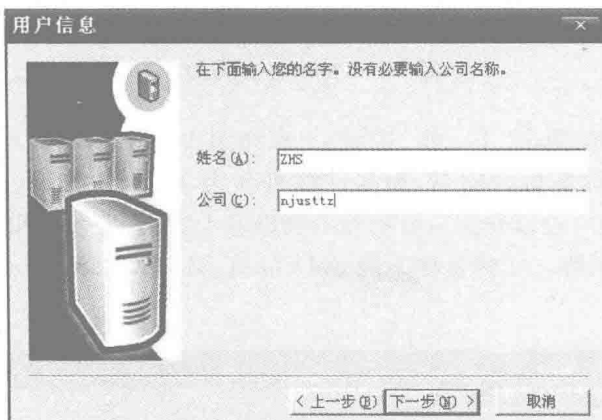 用户信息
在下面输入您的名字。没有必要输入公司名称。
姓名(A): ZHS
公司(C): njusttz
< 上一步(B) 下一步(N) > 取消